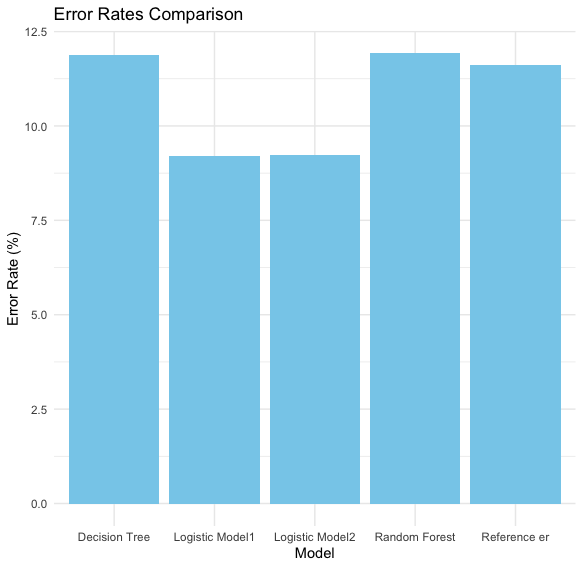 Error Rates Comparison
12.5
10.0
7.5
5.0
2.5
0.0
Error Rate (%)
Decision Tree
Logistic Model1
Logistic Model2
Random Forest
Reference er
Model